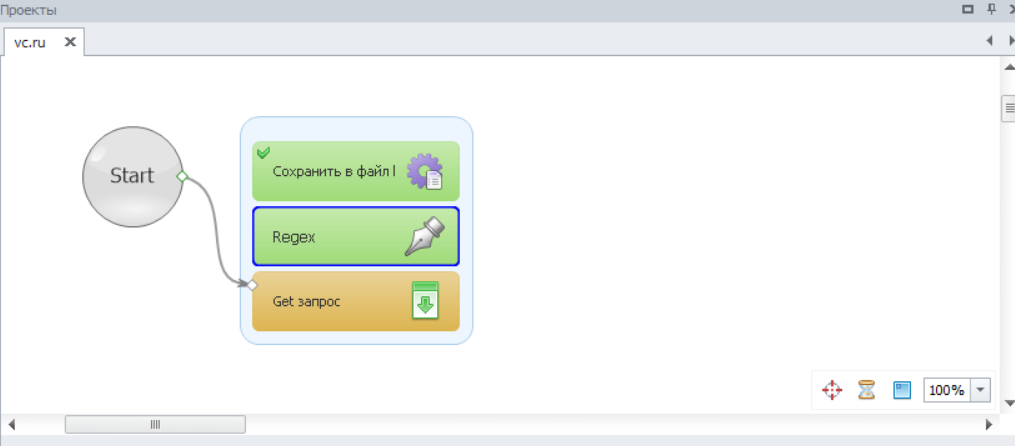 Проекты
vc.ru
Start
Сохранить в файл
Regex
Get запрос
100%